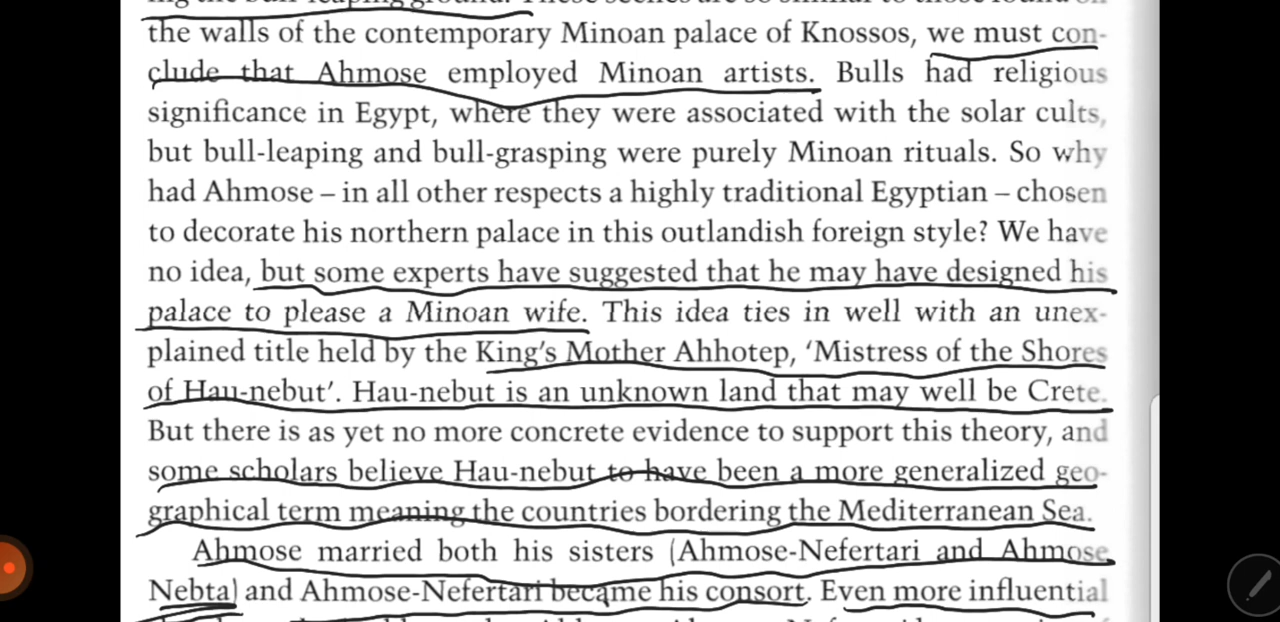 the walls of the contemporary Minoan palace of Knossos, we must con-
clude that Ahmose employed Minoan artists. Bulls had religious
significance in Egypt, where they were associated with the solar cults,
but bull-leaping and bull-grasping were purely Minoan rituals. So why
had Ahmose – in all other respects a highly traditional Egyptian – chosen
to decorate his northern palace in this outlandish foreign style? We have
no idea, but some experts have suggested that he may have designed his
palace to please a Minoan wife. This idea ties in well with an unex-
plained title held by the King's Mother Ahhotep, 'Mistress of the Shores
of Hau-nebut'. Hau-nebut is an unknown land that may well be Crete.
But there is as yet no more concrete evidence to support this theory, and
some scholars believe Hau-nebut to have been a more generalized geo-
graphical term meaning the countries bordering the Mediterranean Sea.
Ahmose married both his sisters (Ahmose-Nefertari and Ahmose
Nebta) and Ahmose-Nefertari became his consort. Even more influential